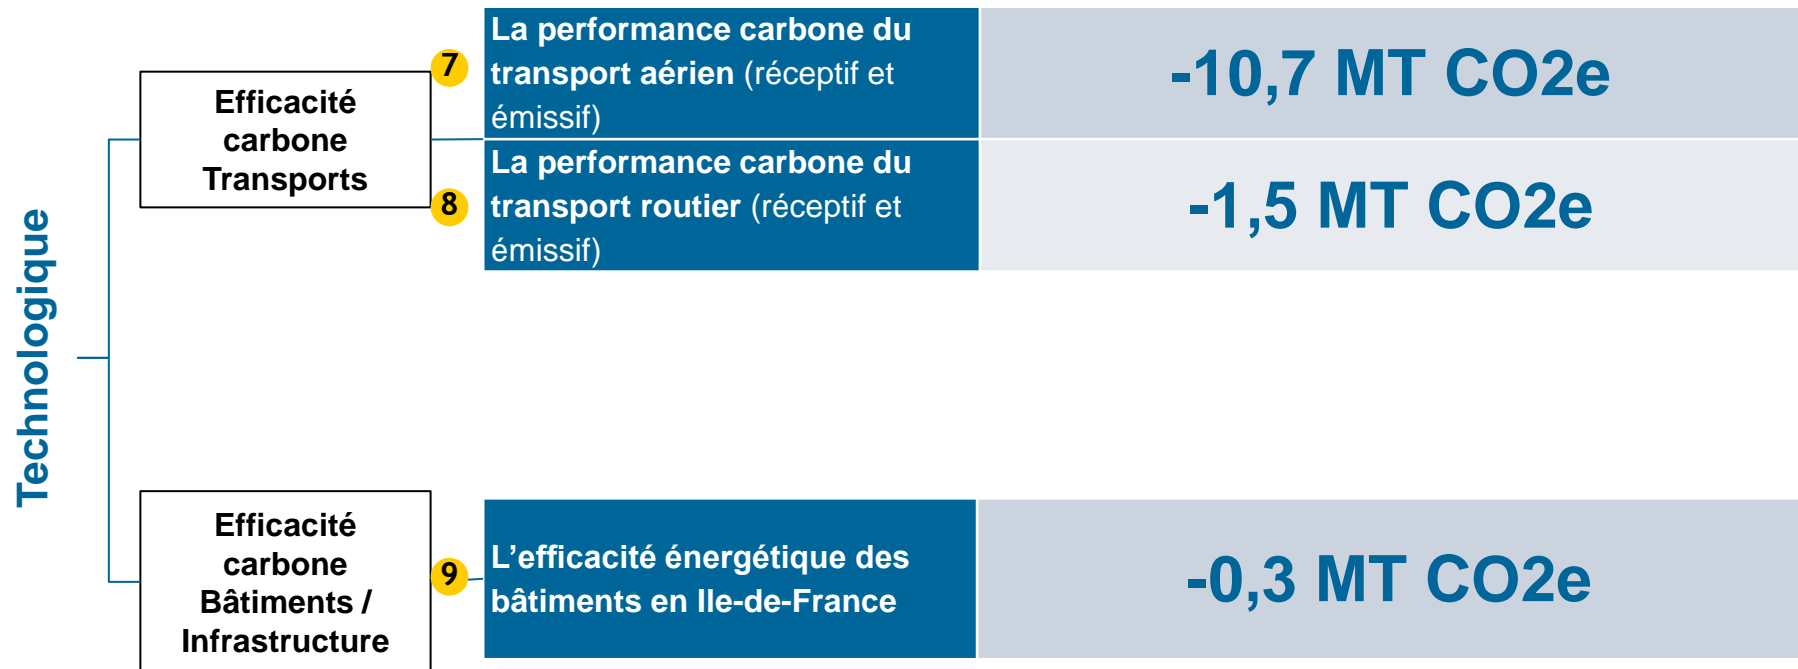 Technologique
Efficacité
carbone
Transports
7
La performance carbone du
transport aérien (réceptif et
émissif)
-10,7 MT CO2e
8
La performance carbone du
transport routier (réceptif et
émissif)
-1,5 MT CO2e
Efficacité
carbone
Bâtiments /
Infrastructure
9
L’efficacité énergétique des
bâtiments en Ile-de-France
-0,3 MT CO2e